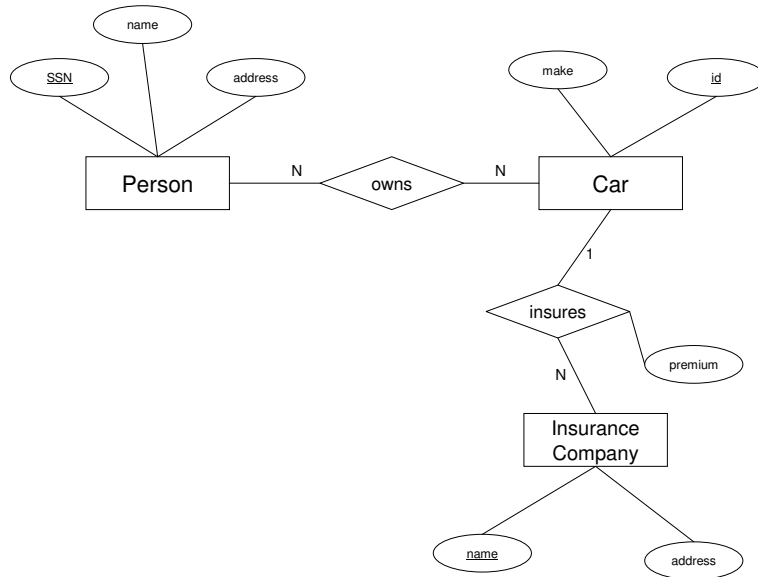 name
SSN
address
make
id
Person
N
owns
N
Car
1
insures
premium
N
Insurance
Company
name
address